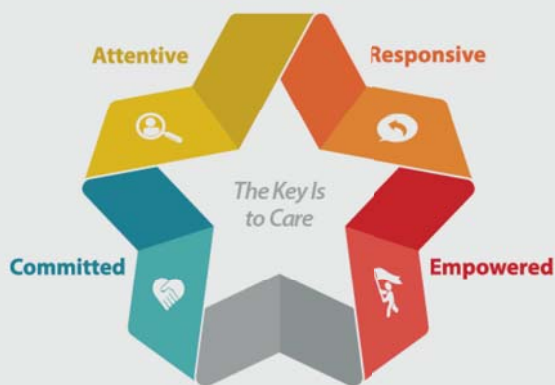 Attentive
Responsive
The Key Is
to Care
Committed
Empowered